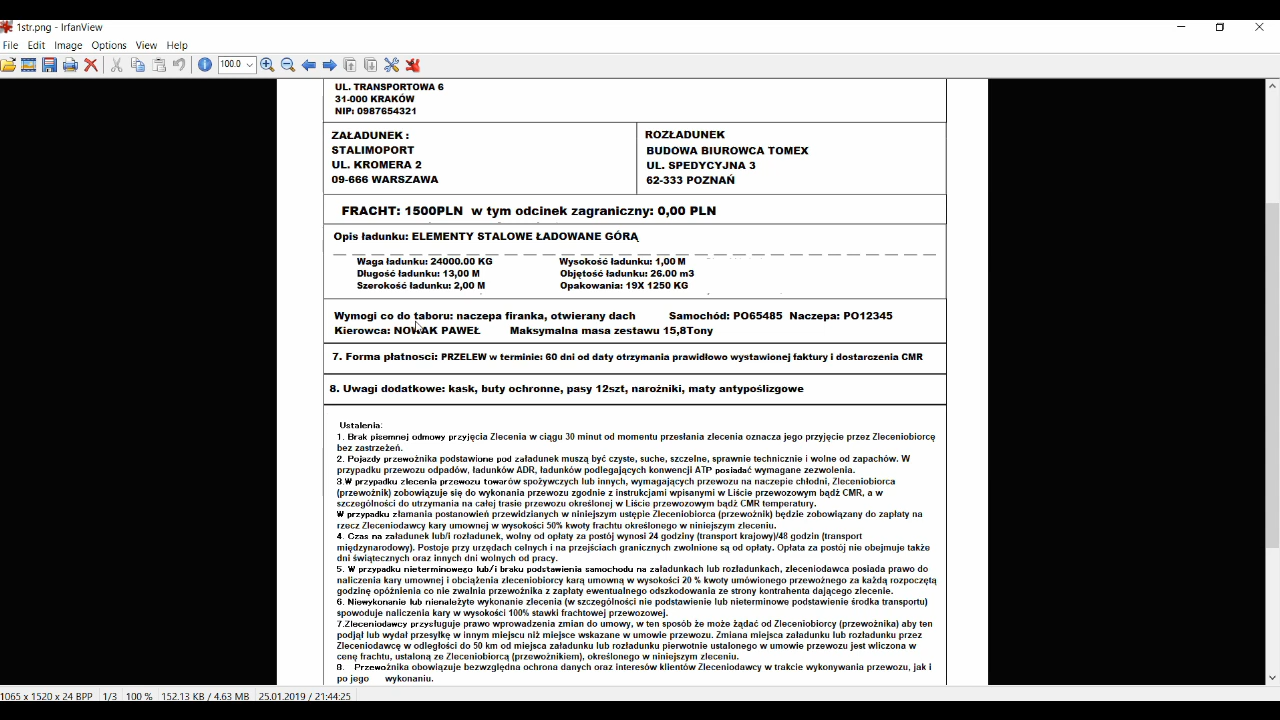 1str.png - IrfanView
File Edit Image Options View Help
100.0
UL. TRANSPORTOWA 6
31-000 KRAKÓW
NIP: 0987654321
ZAŁADUNEK :
STALIMOPORT
UL. KROMERA 2
09-666 WARSZAWA
ROZŁADUNEK
BUDOWA BIUROWCA TOMEX
UL. SPEDYCYJNA 3
62-333 POZNAŃ
FRACHT: 1500PLN w tym odcinek zagraniczny: 0,00 PLN
Opis ładunku: ELEMENTY STALOWE ŁADOWANE GÓRĄ
Waga ładunku: 24000.00 KG Wysokość ładunku: 1,00 M
Długość ładunku: 13,00 M Objętość ładunku: 26.00 m3
Szerokość ładunku: 2,00 M Opakowania: 19X 1250 KG
Wymogi co do taboru: naczepa firanka, otwierany dach Samochód: PO65485 Naczepa: PO12345
Kierowca: NOWAK PAWEŁ Maksymalna masa zestawu 15,8Tony
7. Forma płatności: PRZELEW w terminie: 60 dni od daty otrzymania prawidłowo wystawionej faktury i dostarczenia CMR
8. Uwagi dodatkowe: kask, buty ochronne, pasy 12szt, narożniki, maty antypoślizgowe
Ustalenia:
1. Brak pisemnej odmowy przyjęcia Zlecenia w ciągu 30 minut od momentu przesłania zlecenia oznacza jego przyjęcie przez Zleceniobiorcę
bez zastrzeżeń.
2. Pojazdy przewoźnika podstawione pod załadunek muszą być czyste, suche, szczelne, sprawnie technicznie i wolne od zapachów. W
przypadku przewozu odpadów, ładunków ADR, ładunków podlegających konwencji ATP posiadać wymagane zezwolenia.
3.W przypadku zlecenia przewozu towarów spożywczych lub innych, wymagających przewozu na naczepie chłodni, Zleceniobiorca
(przewoźnik) zobowiązuje się do wykonania przewozu zgodnie z instrukcjami wpisanymi w Liście przewozowym bądź CMR, a w
szczególności do utrzymania na całej trasie przewozu określonej w Liście przewozowym bądź CMR temperatury.
W przypadku złamania postanowień przewidzianych w niniejszym ustępie Zleceniobiorca (przewoźnik) będzie zobowiązany do zapłaty na
rzecz Zleceniodawcy kary umownej w wysokości 50% kwoty frachtu określonego w niniejszym zleceniu.
4. Czas na załadunek lub/i rozładunek, wolny od opłaty za postój wynosi 24 godziny (transport krajowy)/48 godzin (transport
międzynarodowy). Postoje przy urządach celnych i na przejściach granicznych zwolnione są od opłaty. Opłata za postój nie obejmuje także
dni świątecznych oraz innych dni wolnych od pracy.
5. W przypadku nieterminowego lub/i braku podstawienia samochodu na załadunkach lub rozładunkach, zleceniodawca posiada prawo do
naliczenia kary umownej i obciążenia zleceniobiorcy karą umowną w wysokości 20 % kwoty umówionego przewoźnego za każdą rozpoczętą
godzinę opóźnienia co nie zwalnia przewoźnika z zapłaty ewentualnego odszkodowania ze strony kontrahenta dającego zlecenie.
6. Niewykonanie lub nienależyte wykonanie zlecenia (w szczególności nie podstawienie lub nieterminowe podstawienie środka transportu)
spowoduje naliczenia kary w wysokości 100% stawki frachtowej przewozowej.
7.Zleceniodawcy przysługuje prawo wprowadzenia zmian do umowy, w ten sposób że może żądać od Zleceniobiorcy (przewoźnika) aby ten
podjął lub wydał przesyłkę w innym miejscu niż miejsce wskazane w umowie przewozu. Zmiana miejsca załadunku lub rozładunku przez
Zleceniodawcę w odległości do 50 km od miejsca załadunku lub rozładunku pierwotnie ustalonego w umowie przewozu jest wliczona w
cenę frachtu, ustaloną ze Zleceniobiorcą (przewoźnikiem), określonego w niniejszym zleceniu.
8. Przewoźnika obowiązuje bezwzględna ochrona danych oraz interesów klientów Zleceniodawcy w trakcie wykonywania przewozu, jak i
po jego wykonaniu.
1065 x 1520 x 24 BPP 1/3 100 % 152.13 KB / 4.63 MB 25.01.2019 / 21:44:25